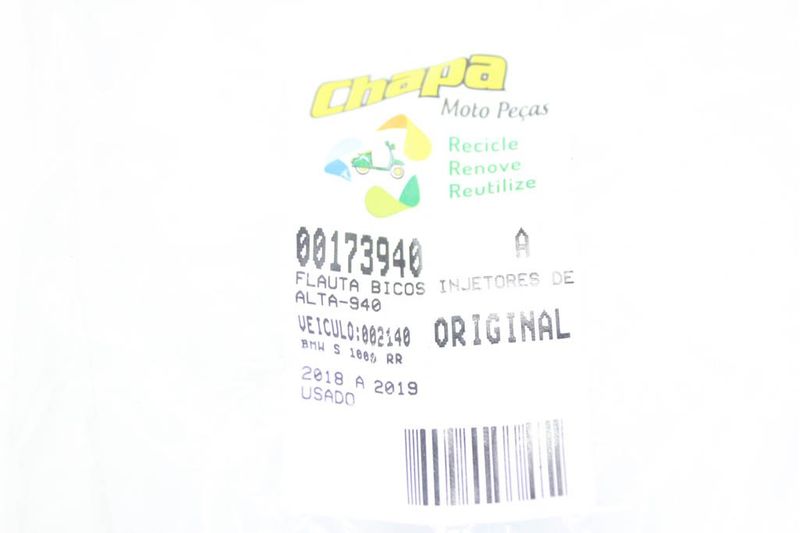 Chapa
Moto Peças
Recicle
Renove
Reutilize
00173940 A
FLAUTA BICOS INJETORES DE
ALTA-940
VEICULO:002140 ORIGINAL
BMW S 1000 RR
2018 A 2019
USADO